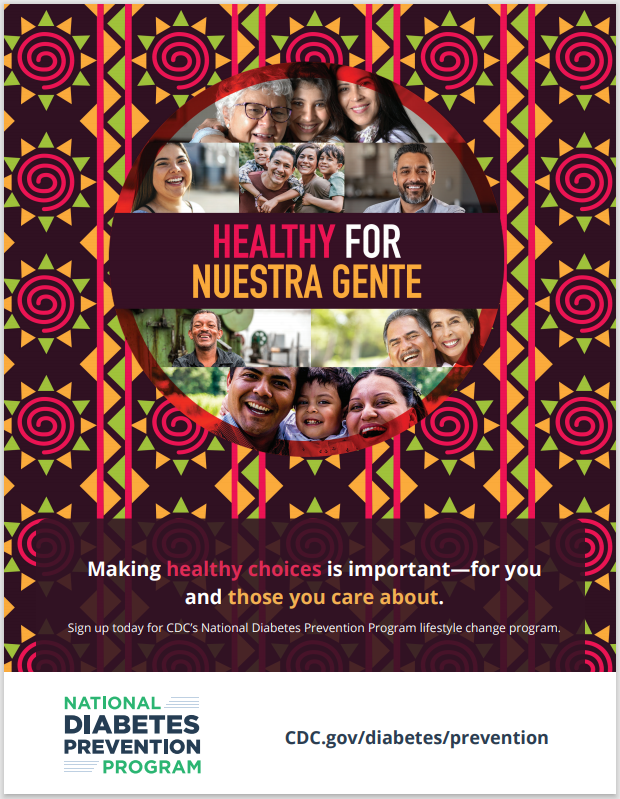 HEALTHY FOR
NUESTRA GENTE
Making healthy choices is important—for you
and those you care about.
Sign up today for CDC's National Diabetes Prevention Program lifestyle change program.
NATIONAL
DIABETES
PREVENTION
PROGRAM
CDC.gov/diabetes/prevention